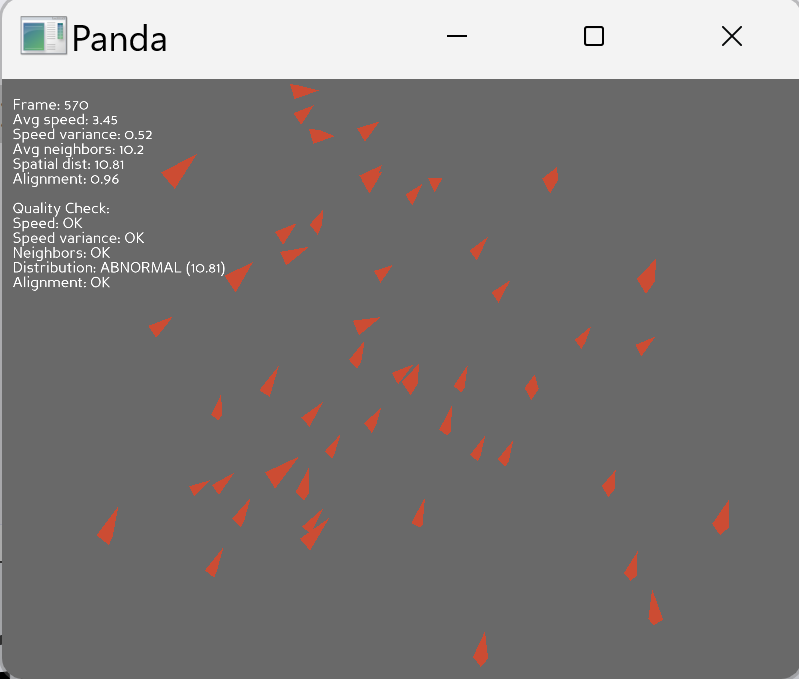 Panda
Frame: 570
Avg speed: 3.45
Speed variance: 0.52
Avg neighbors: 10.2
Spatial dist: 10.81
Alignment: 0.96
Quality Check:
Speed: OK
Speed variance: OK
Neighbors: OK
Distribution: ABNORMAL (10.81)
Alignment: OK